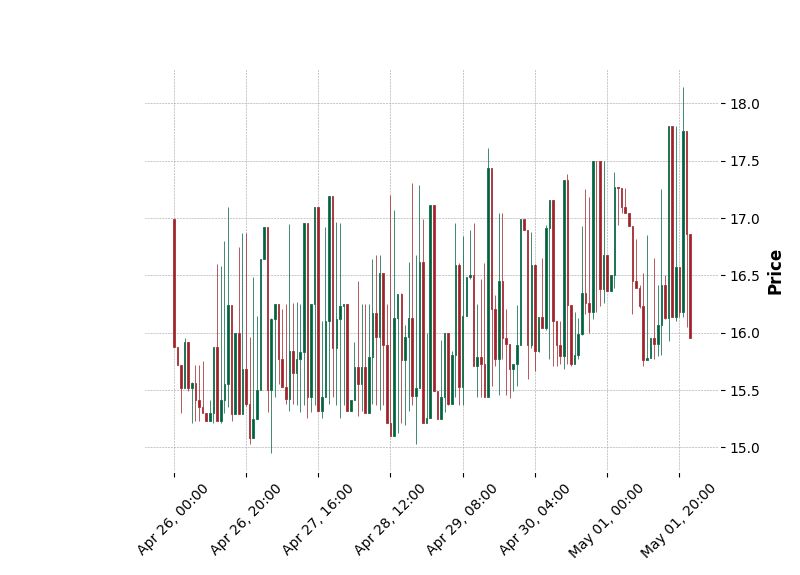 18.0
17.5
17.0
16.5
16.0
15.5
15.0
Price
Apr 26, 00:00
Apr 26, 20:00
Apr 27, 16:00
Apr 28, 12:00
Apr 29, 08:00
Apr 30, 04:00
May 01, 00:00
May 01, 20:00